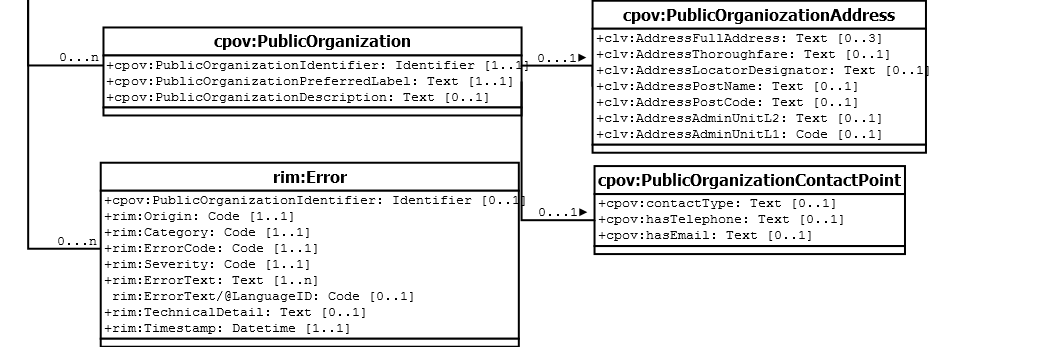 cpov:PublicOrganiozationAddress
+clv:AddressFullAddress: Text [0..3]
+clv:AddressThoroughfare: Text [0..1]
+clv:AddressLocatorDesignator: Text [0..1]
+clv:AddressPostName: Text [0..1]
+clv:AddressPostCode: Text [0..1]
+clv:AddressAdminUnitL2: Text [0..1]
+clv:AddressAdminUnitL1: Code [0..1]
0...n
cpov:PublicOrganization
+cpov:PublicOrganizationIdentifier: Identifier [1..1]
+cpov:PublicOrganizationPreferredLabel: Text [1..1]
+cpov:PublicOrganizationDescription: Text [0..1]
0...1
0...n
rim:Error
+cpov:PublicOrganizationIdentifier: Identifier [0..1]
+rim:Origin: Code [1..1]
+rim:Category: Code [1..1]
+rim:ErrorCode: Code [1..1]
+rim:Severity: Code [1..1]
+rim:ErrorText: Text [1..n]
rim:ErrorText/@LanguageID: Code [0..1]
+rim:TechnicalDetail: Text [0..1]
+rim:Timestamp: Datetime [1..1]
0...1
cpov:PublicOrganizationContactPoint
+cpov:contactType: Text [0..1]
+cpov:hasTelephone: Text [0..1]
+cpov:hasEmail: Text [0..1]